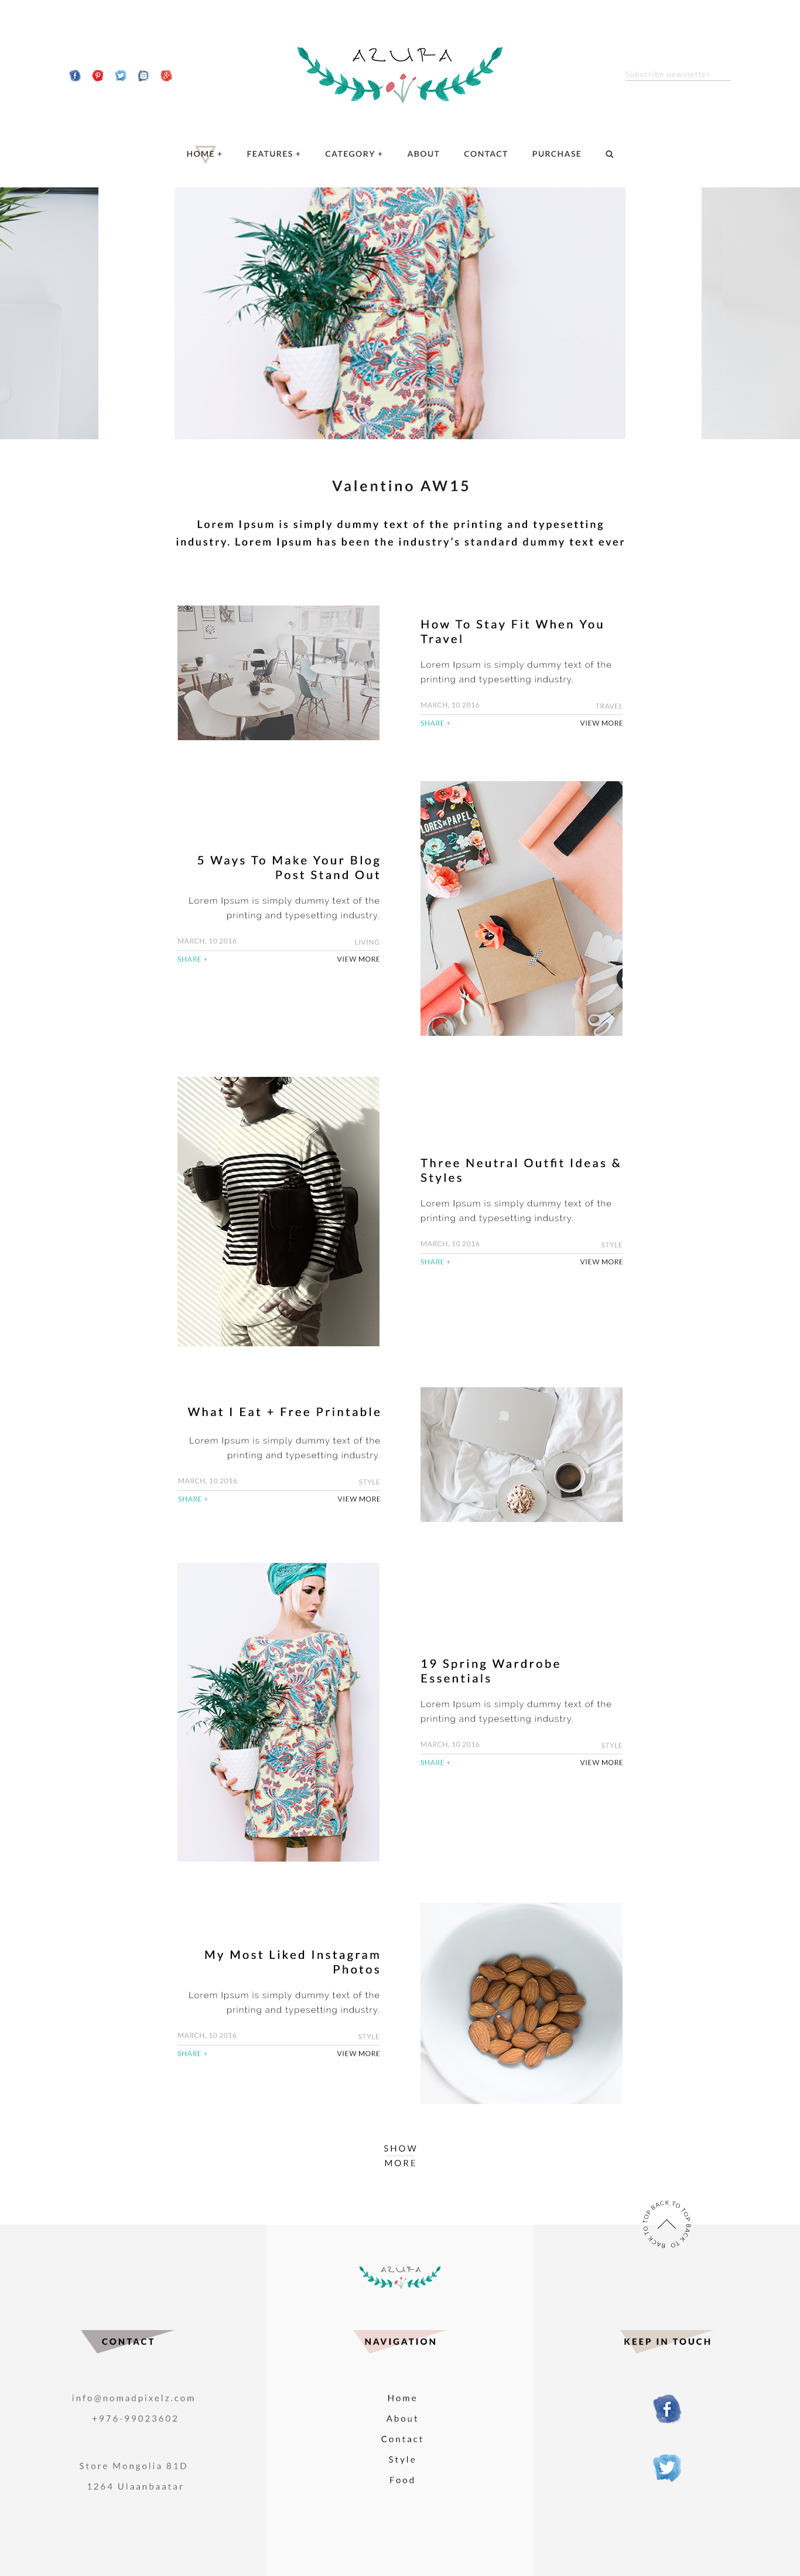 AZURA
Subscribe newsletter
HOME +
FEATURES +
CATEGORY +
ABOUT
CONTACT
PURCHASE
Valentino AW15
Lorem Ipsum is simply dummy text of the printing and typesetting
industry. Lorem Ipsum has been the industry's standard dummy text ever
How To Stay Fit When You
Travel
Lorem Ipsum is simply dummy text of the
printing and typesetting industry.
MARCH, 10 2016
TRAVEL
SHARE +
VIEW MORE
LORES DE PAPEL
5 Ways To Make Your Blog
Post Stand Out
Lorem Ipsum is simply dummy text of the
printing and typesetting industry.
MARCH, 10 2016
LIVING
SHARE +
VIEW MORE
Three Neutral Outfit Ideas &
Styles
Lorem Ipsum is simply dummy text of the
printing and typesetting industry.
MARCH, 10 2016
STYLE
SHARE +
VIEW MORE
What I Eat + Free Printable
Lorem Ipsum is simply dummy text of the
printing and typesetting industry.
MARCH, 10 2016
STYLE
SHARE +
VIEW MORE
19 Spring Wardrobe
Essentials
Lorem Ipsum is simply dummy text of the
printing and typesetting industry.
MARCH, 10 2016
STYLE
SHARE +
VIEW MORE
My Most Liked Instagram
Photos
Lorem Ipsum is simply dummy text of the
printing and typesetting industry.
MARCH, 10 2016
STYLE
SHARE +
VIEW MORE
SHOW
MORE
BACK TO TOP BACK TO TOP BACK TO TOP
AZURA
CONTACT
info@nomadpixelz.com
+976-99023602
Store Mongolia 81D
1264 Ulaanbaatar
NAVIGATION
Home
About
Contact
Style
Food
KEEP IN TOUCH